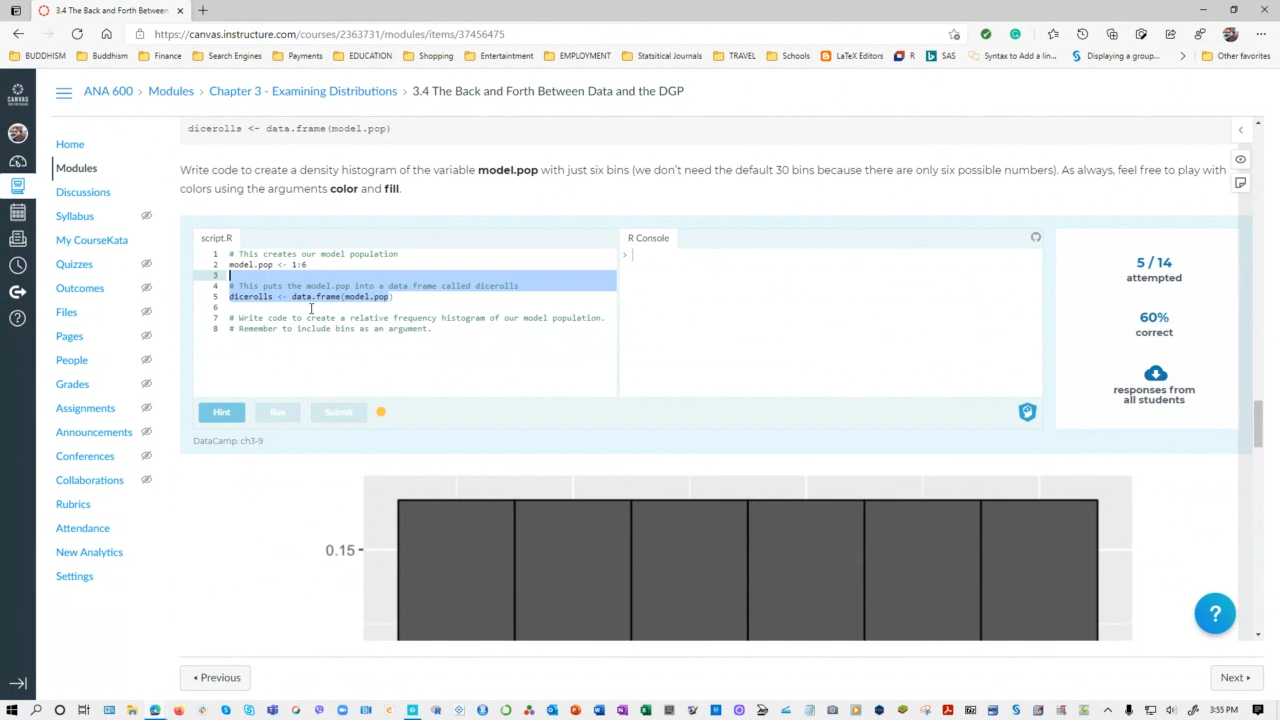 3.4 The Back and Forth Between
https://canvas.instructure.com/courses/2363731/modules/items/37456475
BUDDHISM
Buddhism
Finance
Search Engines
Payments
EDUCATION
Shopping
Entertainment
EMPLOYMENT
Statsitical Journals
TRAVEL
Schools
LaTeX Editors
R
SAS
Syntax to Add a lin...
Displaying a group...
Other favorites
CANVAS
ANA 600 › Modules › Chapter 3 - Examining Distributions › 3.4 The Back and Forth Between Data and the DGP
Home
Modules
Discussions
Syllabus
My CourseKata
Quizzes
Outcomes
Files
Pages
People
Grades
Assignments
Announcements
Conferences
Collaborations
Rubrics
Attendance
New Analytics
Settings
dicerolls <- data.frame(model.pop)
Write code to create a density histogram of the variable model.pop with just six bins (we don't need the default 30 bins because there are only six possible numbers). As always, feel free to play with
colors using the arguments color and fill.
script.R
1 # This creates our model population
2 model.pop <- 1:6
3
4 # This puts the model.pop into a data frame called dicerolls
5 dicerolls <- data.frame(model.pop)
6
7 # Write code to create a relative frequency histogram of our model population.
8 # Remember to include bins as an argument.
R Console
>
Hint
Run
Submit
DataCamp: ch3-9
5 / 14
attempted
60%
correct
responses from
all students
0.15
?
Previous
Next
3:55 PM